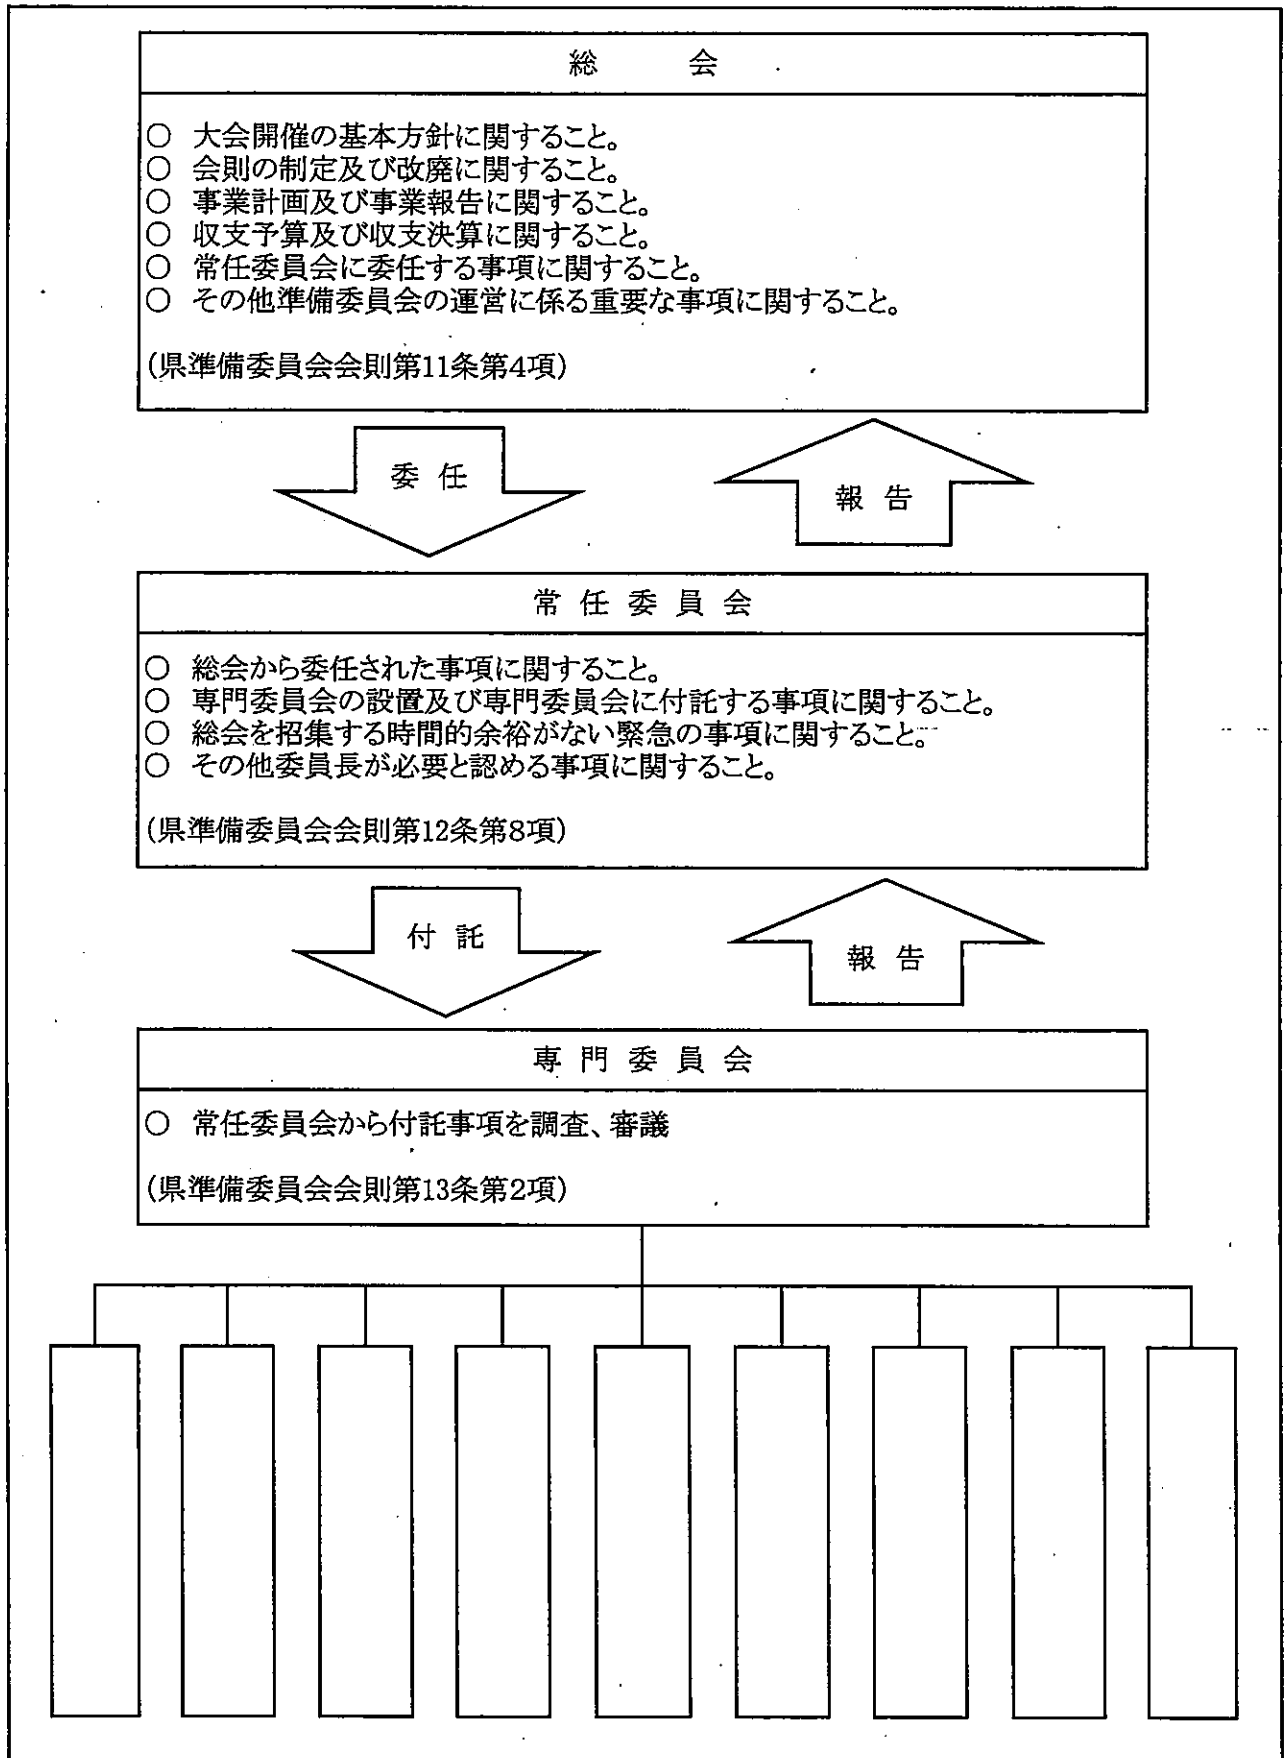 総　会
○ 大会開催の基本方針に関すること。
○ 会則の制定及び改廃に関すること。
○ 事業計画及び事業報告に関すること。
○ 収支予算及び収支決算に関すること。
○ 常任委員会に委任する事項に関すること。
○ その他準備委員会の運営に係る重要な事項に関すること。
(県準備委員会会則第11条第4項)
委 任
報 告
常 任 委 員 会
○ 総会から委任された事項に関すること。
○ 専門委員会の設置及び専門委員会に付託する事項に関すること。
○ 総会を招集する時間的余裕がない緊急の事項に関すること。
○ その他委員長が必要と認める事項に関すること。
(県準備委員会会則第12条第8項)
付 託
報 告
専 門 委 員 会
○ 常任委員会から付託事項を調査、審議
(県準備委員会会則第13条第2項)